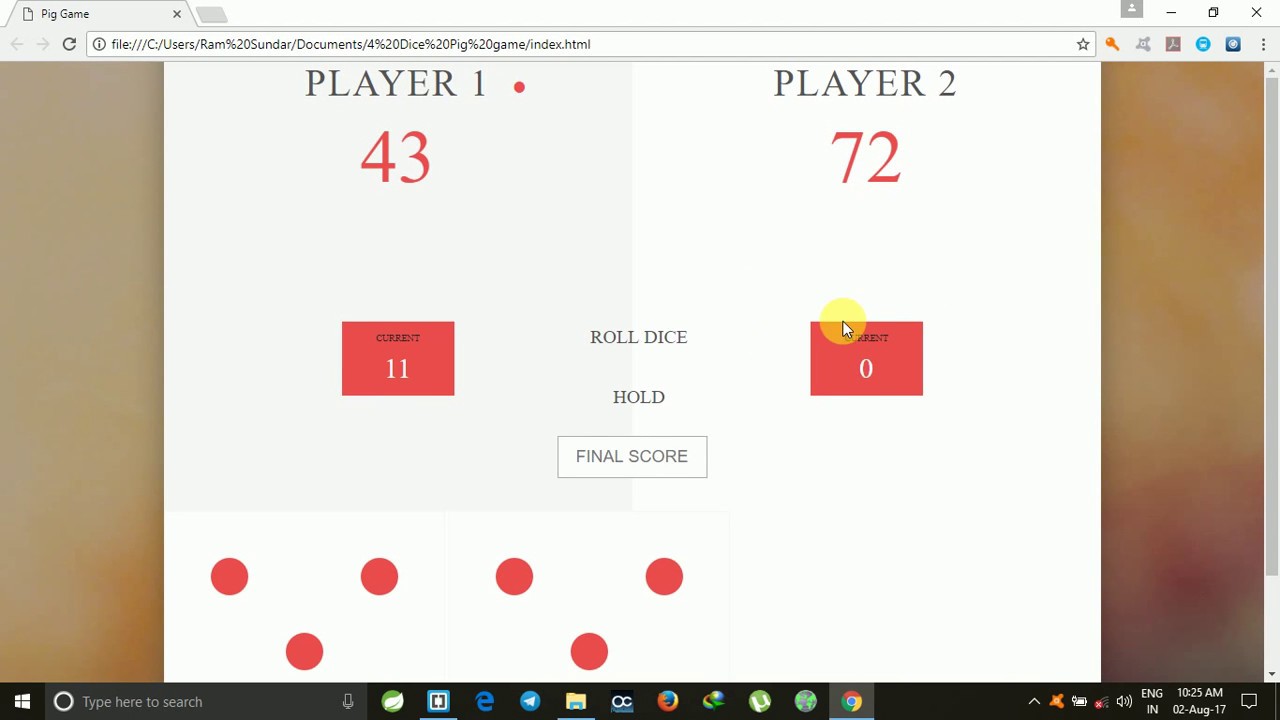 Pig Game
file:///C:/Users/Ram%20Sundar/Documents/4%20Dice%20Pig%20game/index.html
PLAYER 1
PLAYER 2
43
72
CURRENT
11
ROLL DICE
HOLD
FINAL SCORE
CURRENT
0
Type here to search
ENG
IN
10:25 AM
02-Aug-17